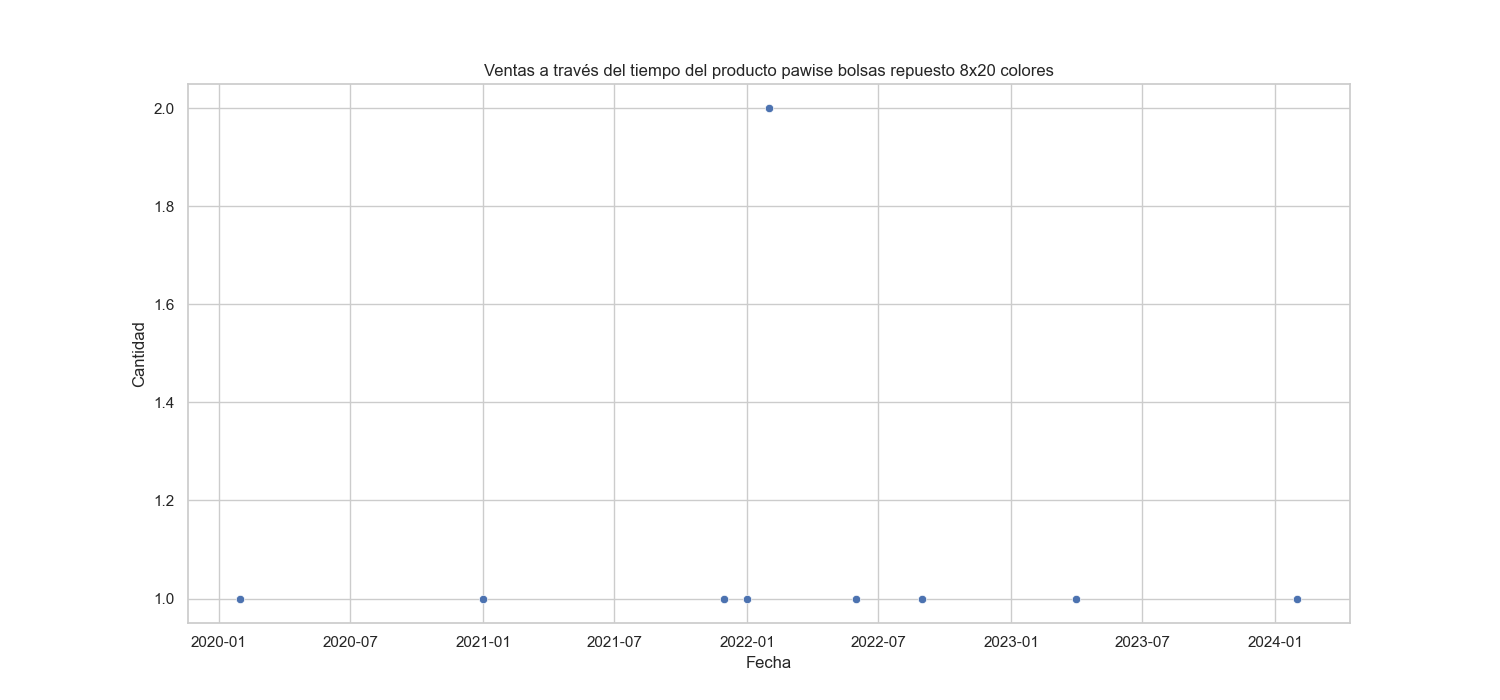 Ventas a través del tiempo del producto pawise bolsas repuesto 8x20 colores
2.0
1.8
1.6
1.4
1.2
1.0
Cantidad
2020-01 2020-07 2021-01 2021-07 2022-01 2022-07 2023-01 2023-07 2024-01
Fecha